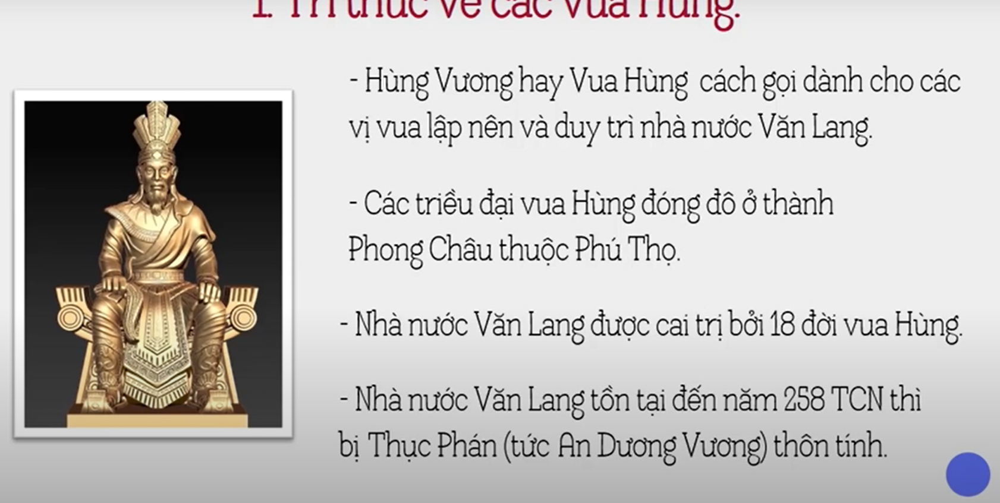 1. Tri thức về các vua Hùng.
- Hùng Vương hay Vua Hùng cách gọi dành cho các
vị vua lập nên và duy trì nhà nước Văn Lang.
- Các triều đại vua Hùng đóng đô ở thành
Phong Châu thuộc Phú Thọ.
- Nhà nước Văn Lang được cai trị bởi 18 đời vua Hùng.
- Nhà nước Văn Lang tồn tại đến năm 258 TCN thì
bị Thục Phán (tức An Dương Vương) thôn tính.